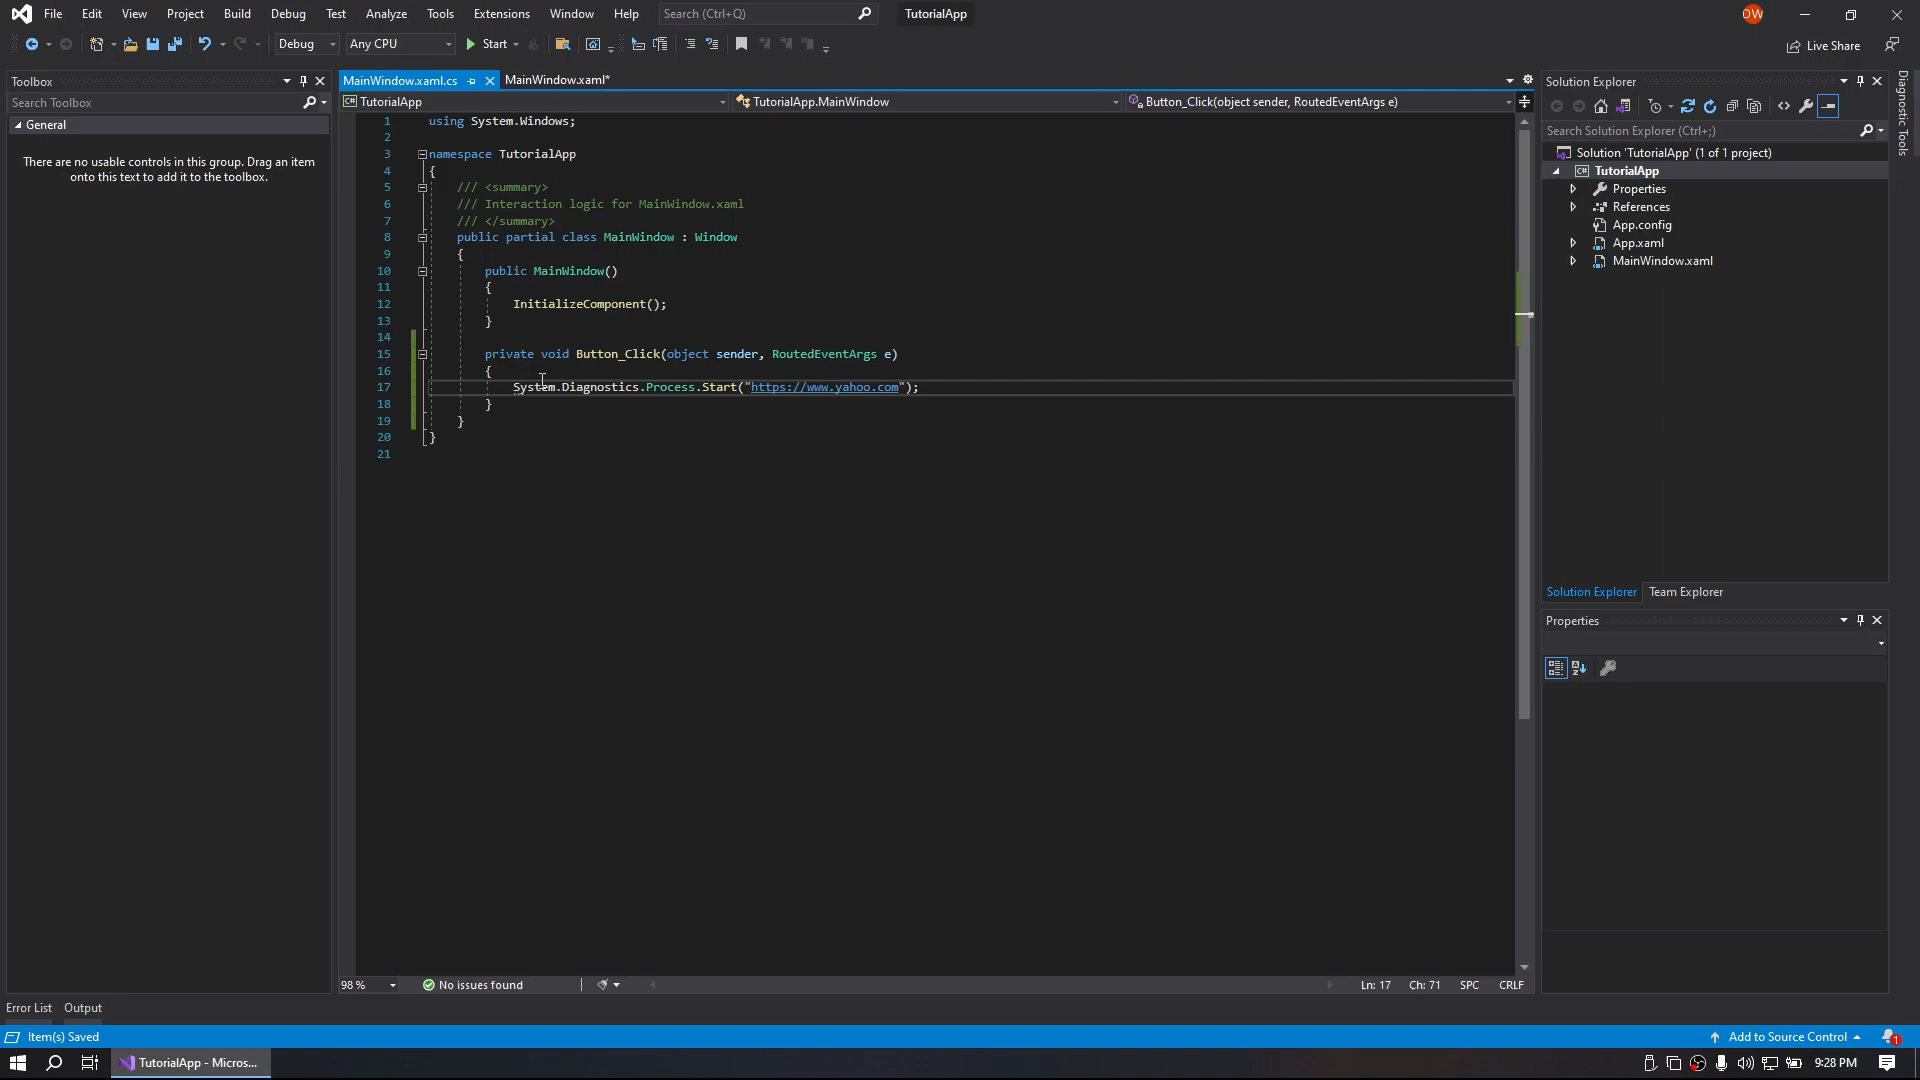 File Edit View Project Build Debug Test Analyze Tools Extensions Window Help Search (Ctrl+Q) TutorialApp DW
Debug Any CPU Start Live Share
Toolbox
Search Toolbox
General
There are no usable controls in this group. Drag an item
onto this text to add it to the toolbox.
MainWindow.xaml.cs MainWindow.xaml*
TutorialApp TutorialApp.MainWindow Button_Click(object sender, RoutedEventArgs e)
1 using System.Windows;
2
3 namespace TutorialApp
4 {
5 /// <summary>
6 /// Interaction logic for MainWindow.xaml
7 /// </summary>
8 public partial class MainWindow : Window
9 {
10 public MainWindow()
11 {
12 InitializeComponent();
13 }
14
15 private void Button_Click(object sender, RoutedEventArgs e)
16 {
17 System.Diagnostics.Process.Start("https://www.yahoo.com");
18 }
19 }
20 }
21
98 % No issues found Ln: 17 Ch: 71 SPC CRLF
Solution Explorer
Search Solution Explorer (Ctrl+;)
Solution 'TutorialApp' (1 of 1 project)
C# TutorialApp
Properties
References
App.config
App.xaml
MainWindow.xaml
Solution Explorer Team Explorer
Properties
Diagnostic Tools
Error List Output
Item(s) Saved Add to Source Control 1
TutorialApp - Micros... 9:28 PM